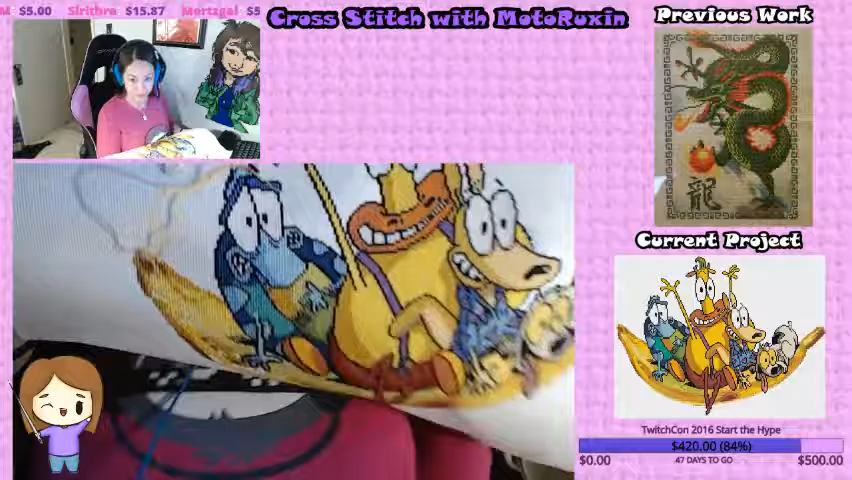 M $5.00 Sirithra $15.87 Mortzgal $5
Cross Stitch with MotoRuxin
Previous Work
龍
Current Project
TwitchCon 2016 Start the Hype
$420.00 (84%)
$0.00 47 DAYS TO GO $500.00